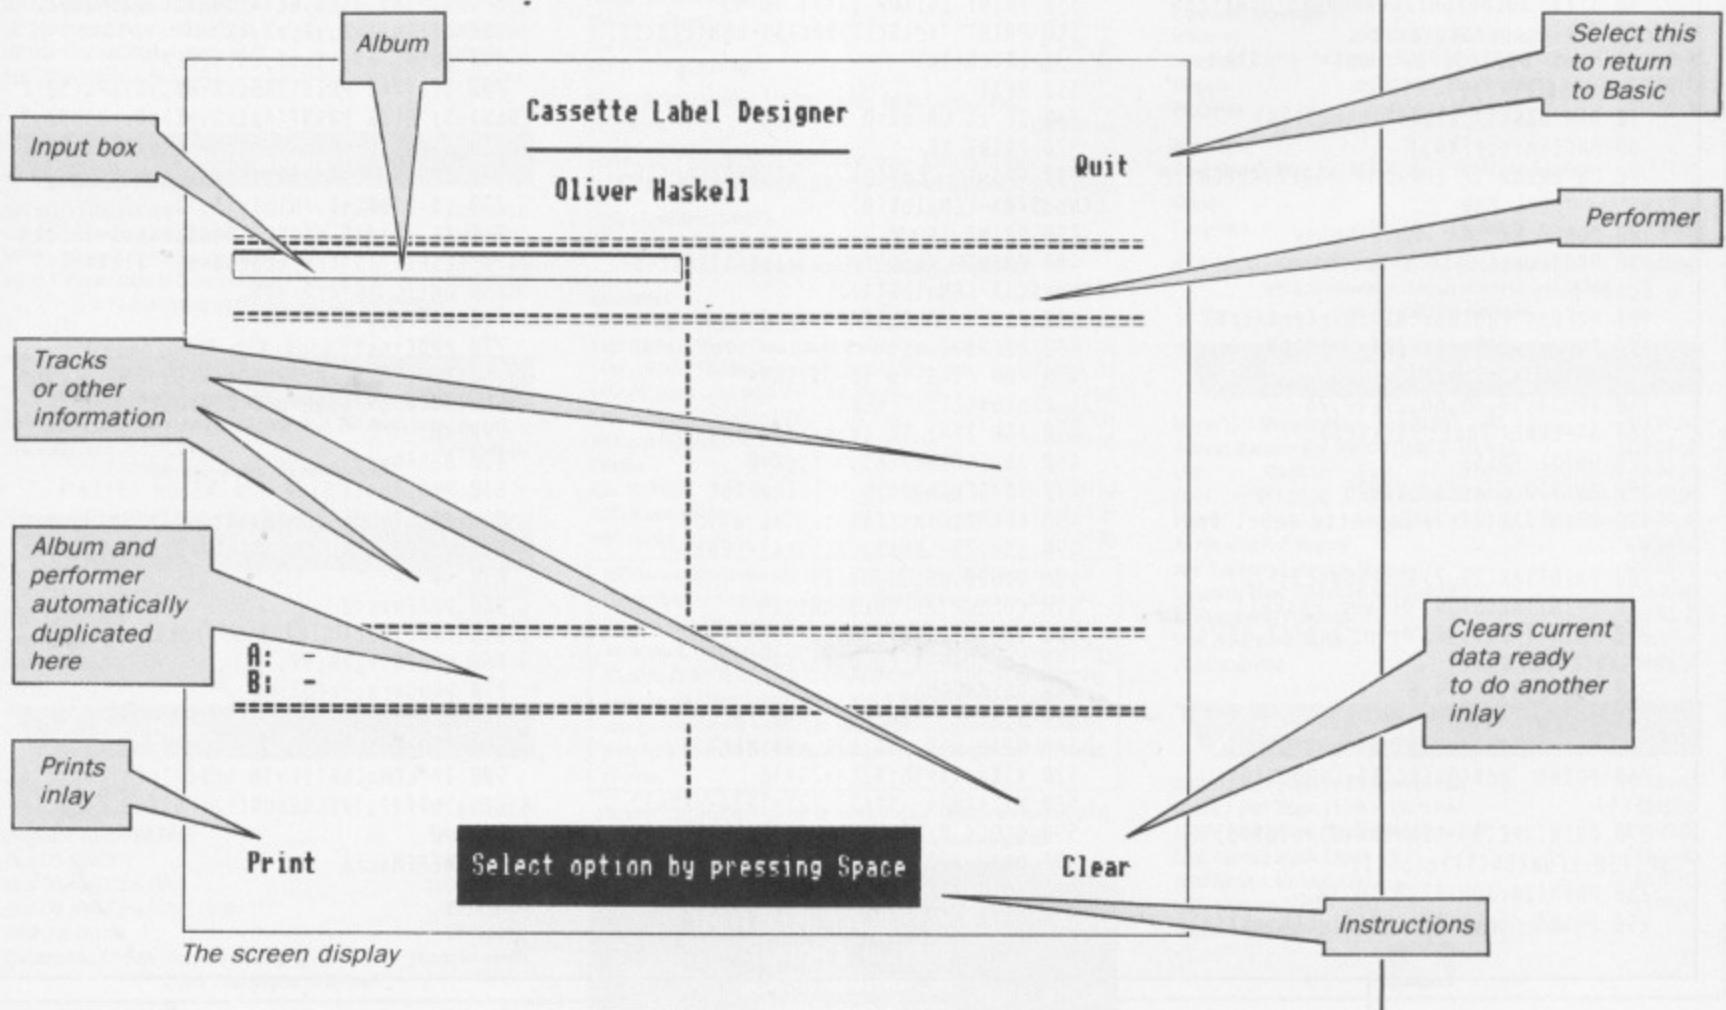 Album
Select this
to return
to Basic
Input box
Cassette Label Designer
Quit
Oliver Haskell
Performer
Tracks
or other
information
Album and
performer
automatically
duplicated
here
A: -
B: -
Clears current
data ready
to do another
inlay
Prints
inlay
Print
Select option by pressing Space
Clear
Instructions
The screen display